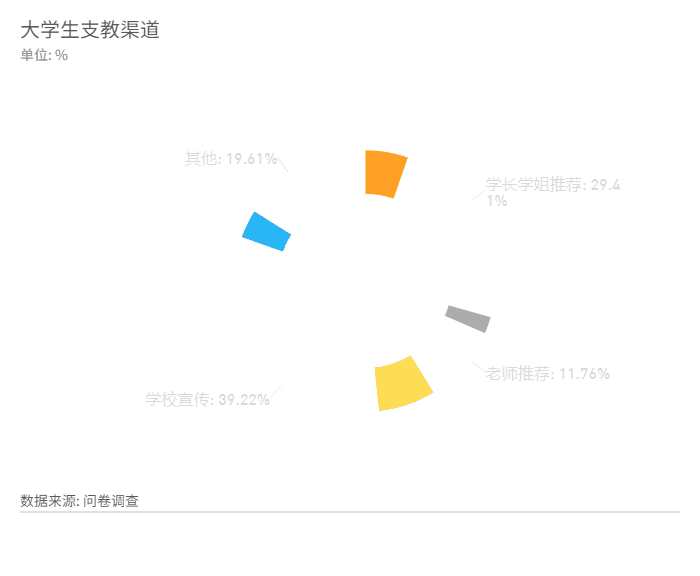 大学生支教渠道
单位: %
其他: 19.61%
学长学姐推荐: 29.4
1%
老师推荐: 11.76%
学校宣传: 39.22%
数据来源: 问卷调查